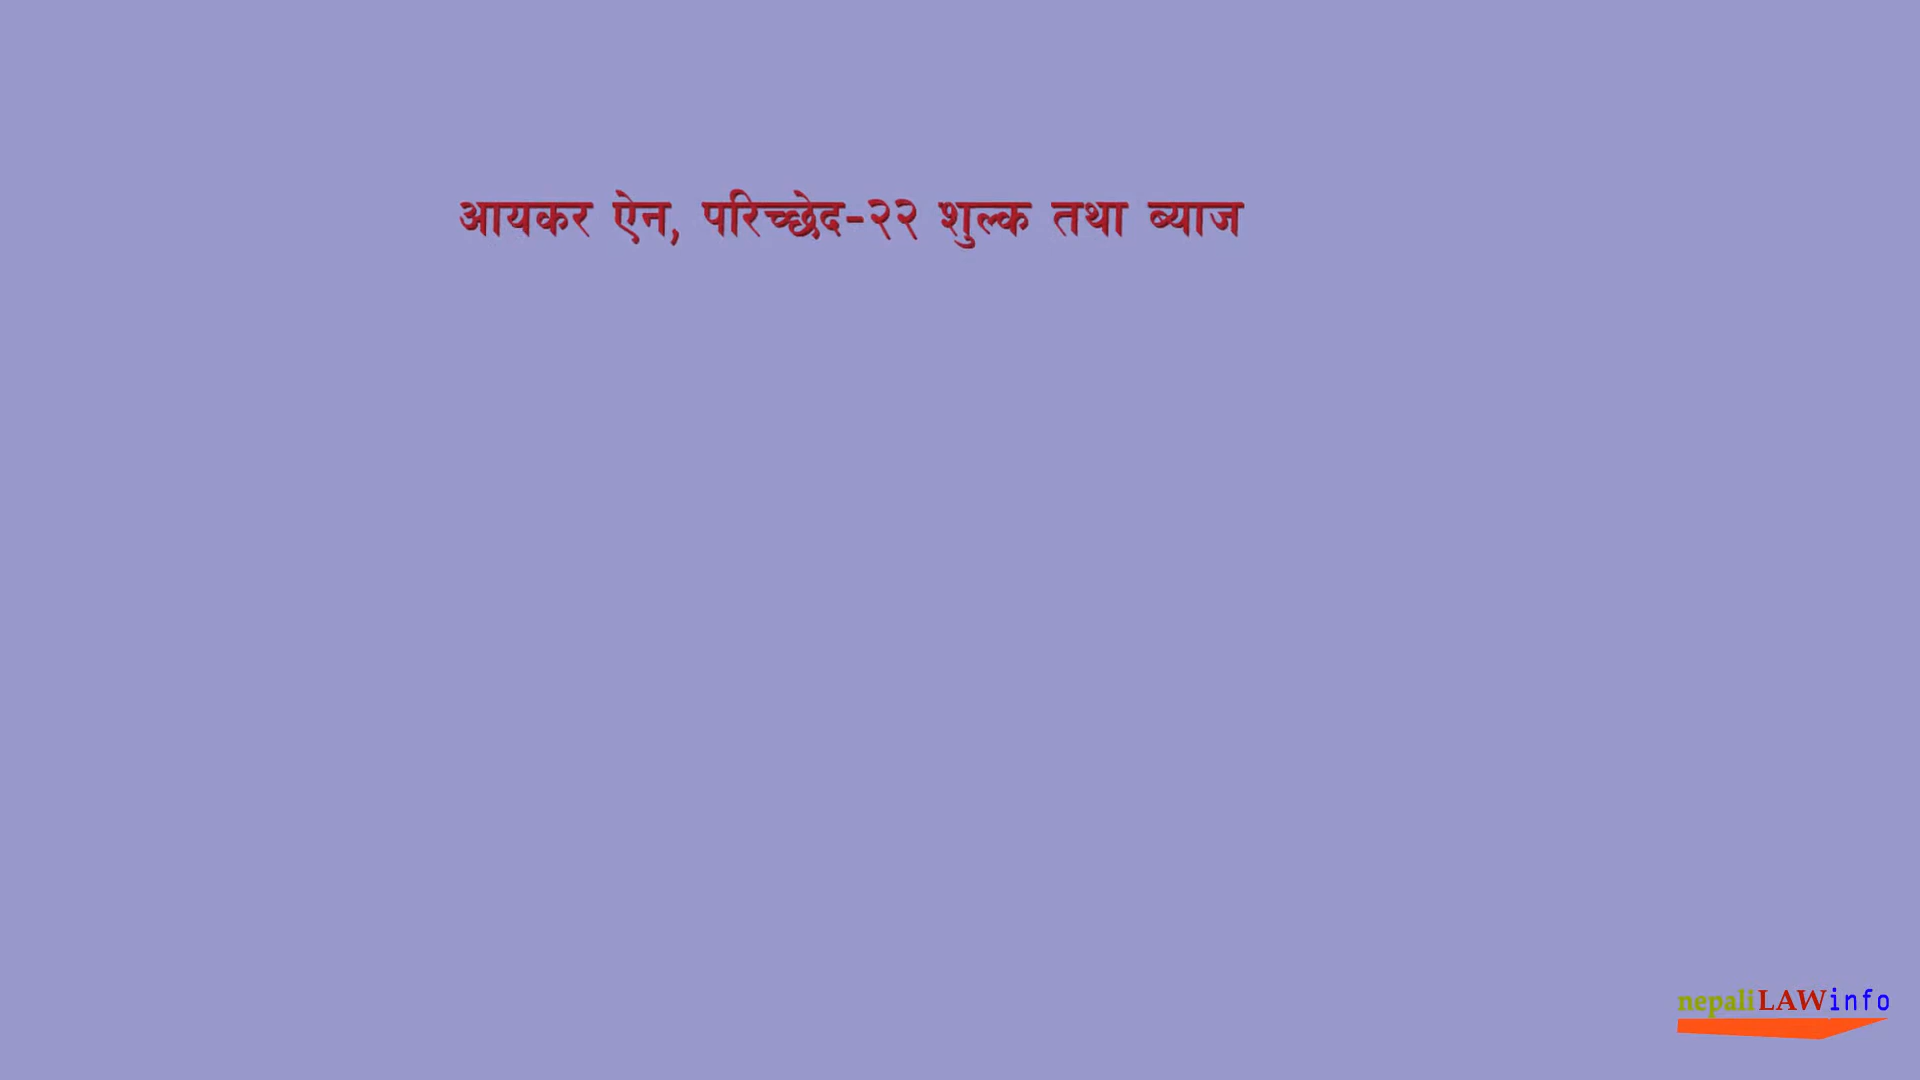 आयकर ऐन, परिच्छेद-२२ शुल्क तथा ब्याज
nepaliLAWinfo